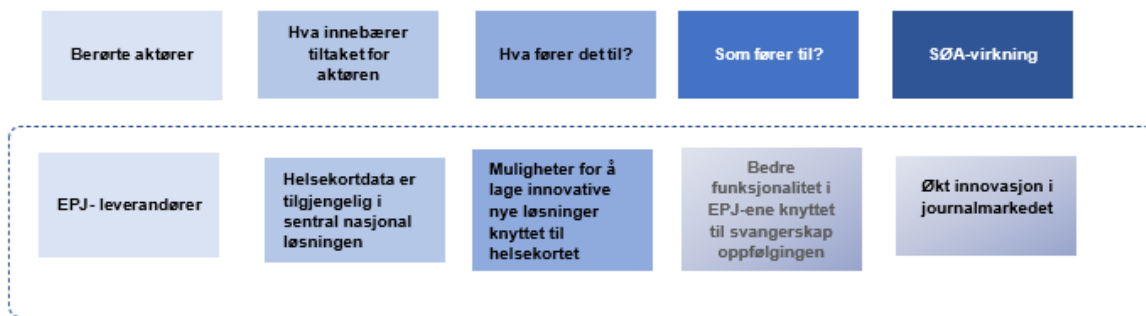 Berørte aktører
Hva innebærer
tiltaket for
aktøren
Hva fører det til?
Som fører til?
SØA-virkning
EPJ- leverandører
Helsekortdata er
tilgjengelig i
sentral nasjonal
løsningen
Muligheter for å
lage innovative
nye løsninger
knyttet til
helsekortet
Bedre
funksjonalitet i
EPJ-ene knyttet
til svangerskap
oppfølgingen
Økt innovasjon i
journalmarkedet